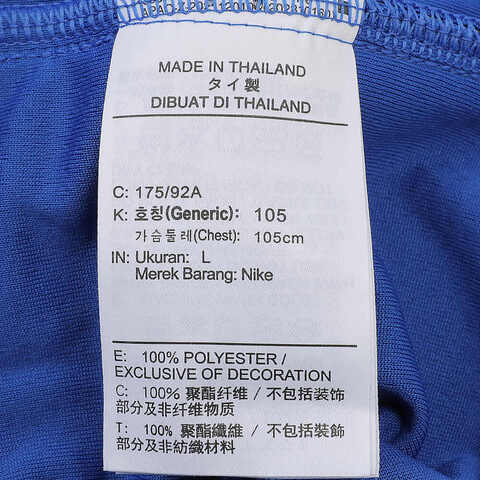 MADE IN THAILAND
タイ製
DIBUAT DI THAILAND
C: 175/92A
K: 호칭(Generic): 105
가슴둘레(Chest): 105cm
IN: Ukuran: L
Merek Barang: Nike
E: 100% POLYESTER /
EXCLUSIVE OF DECORATION
C: 100% 聚酯纤维 / 不包括装饰
部分及非纤维物质
T: 100% 聚酯纖維 / 不包括裝飾
部分及非紡織材料